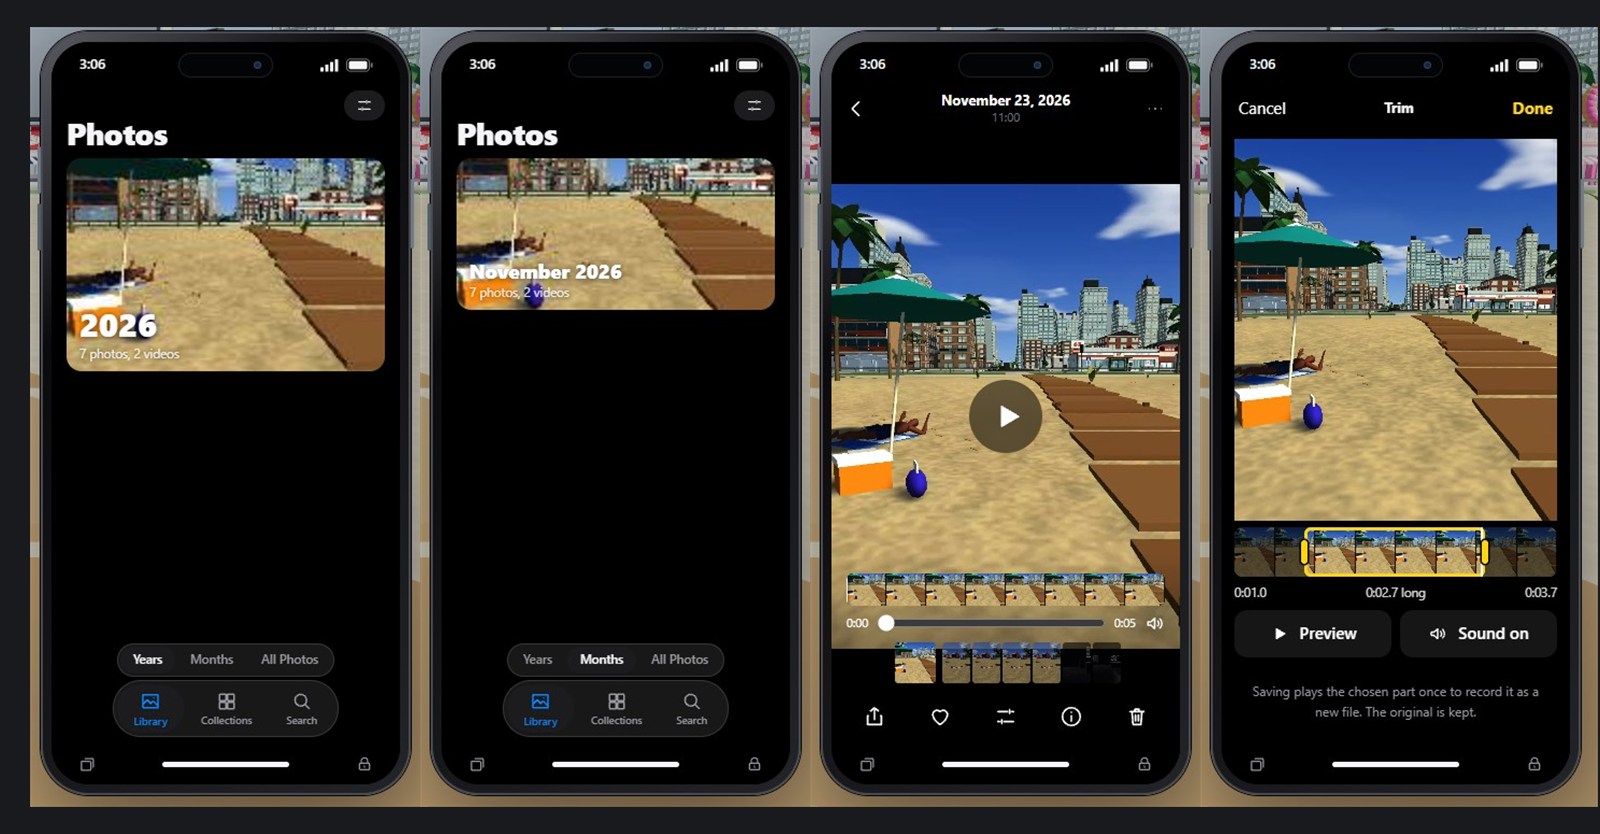 3:06
Photos
2026
7 photos, 2 videos
Years Months All Photos
Library Collections Search
3:06
Photos
November 2026
7 photos, 2 videos
Years Months All Photos
Library Collections Search
3:06
November 23, 2026
11:00
0:00 0:05
3:06
Cancel Trim Done
0:01.0 0:02.7 long 0:03.7
Preview Sound on
Saving plays the chosen part once to record it as a
new file. The original is kept.